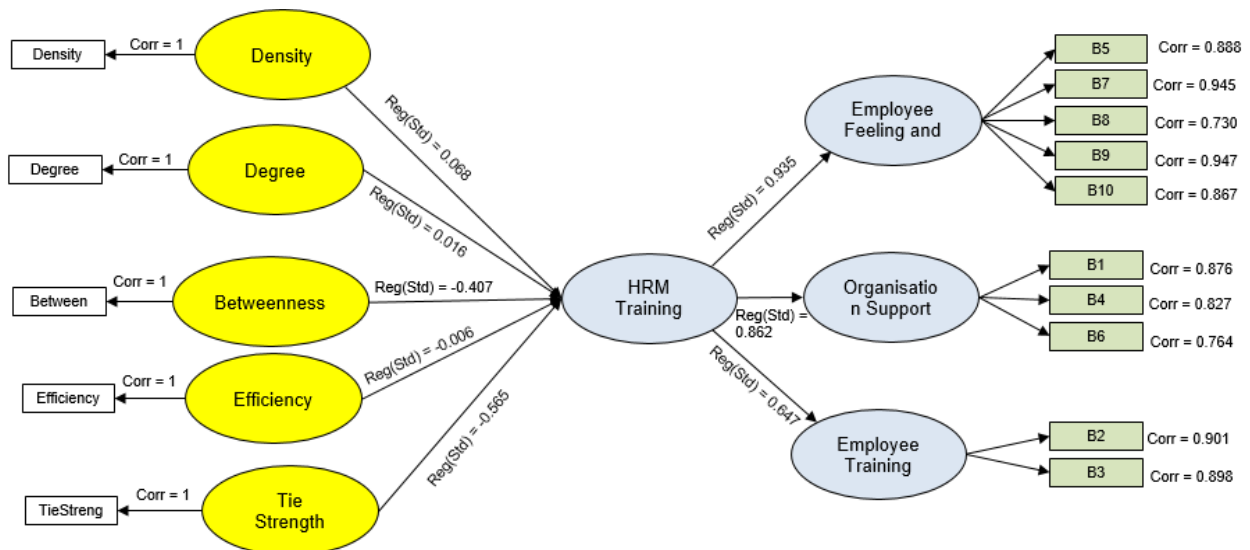 Density
Corr = 1
Density
Reg(Std) = 0.068
Degree
Corr = 1
Degree
Reg(Std) = 0.016
Between
Corr = 1
Betweenness
Reg(Std) = -0.407
Efficiency
Corr = 1
Efficiency
Reg(Std) = -0.006
TieStreng
Corr = 1
Tie
Strength
Reg(Std) = -0.565
HRM
Training
Reg(Std) = 0.935
Employee
Feeling and
B5
Corr = 0.888
B7
Corr = 0.945
B8
Corr = 0.730
B9
Corr = 0.947
B10
Corr = 0.867
Reg(Std) =
0.862
Organisatio
n Support
B1
Corr = 0.876
B4
Corr = 0.827
B6
Corr = 0.764
Reg(Std) = 0.647
Employee
Training
B2
Corr = 0.901
B3
Corr = 0.898